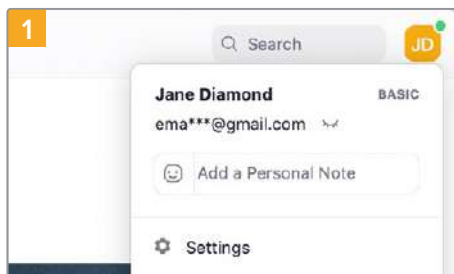 1
Search
JD
Jane Diamond BASIC
ema***@gmail.com
Add a Personal Note
Settings